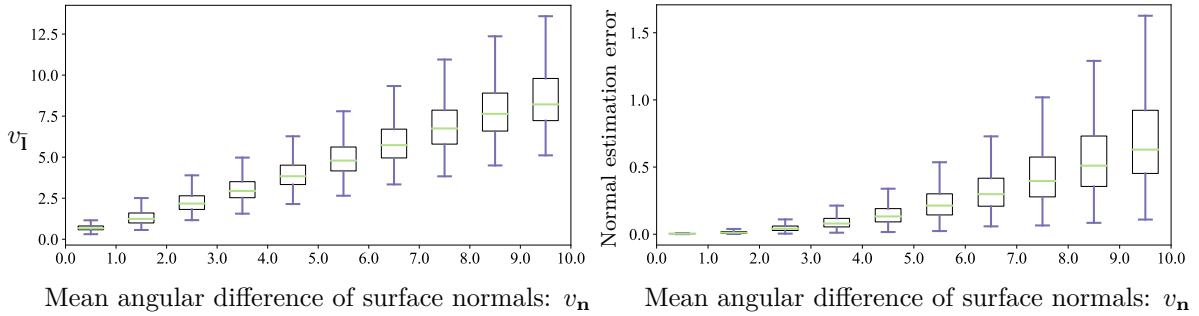 12.5
10.0
7.5
5.0
2.5
0.0
v_Ī
0.0 1.0 2.0 3.0 4.0 5.0 6.0 7.0 8.0 9.0 10.0
Mean angular difference of surface normals: v_n
Normal estimation error
1.5
1.0
0.5
0.0
0.0 1.0 2.0 3.0 4.0 5.0 6.0 7.0 8.0 9.0 10.0
Mean angular difference of surface normals: v_n